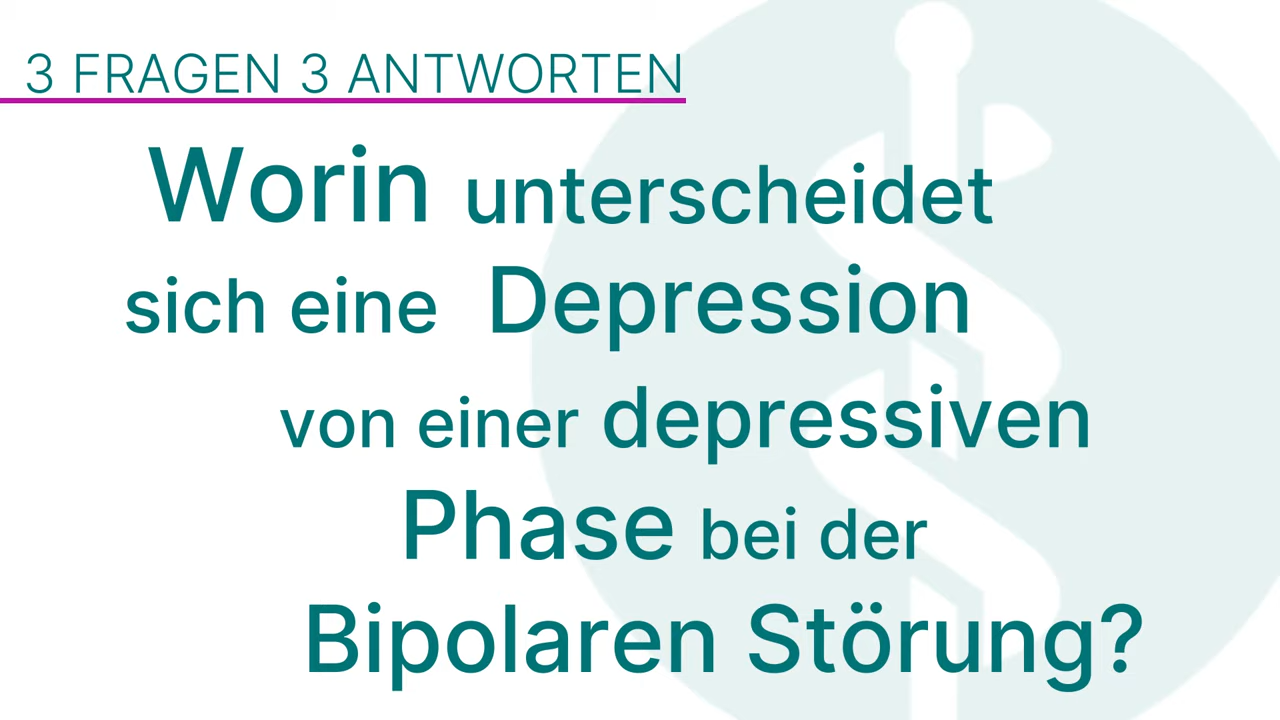 3 FRAGEN 3 ANTWORTEN
Worin unterscheidet
sich eine Depression
von einer depressiven
Phase bei der
Bipolaren Störung?